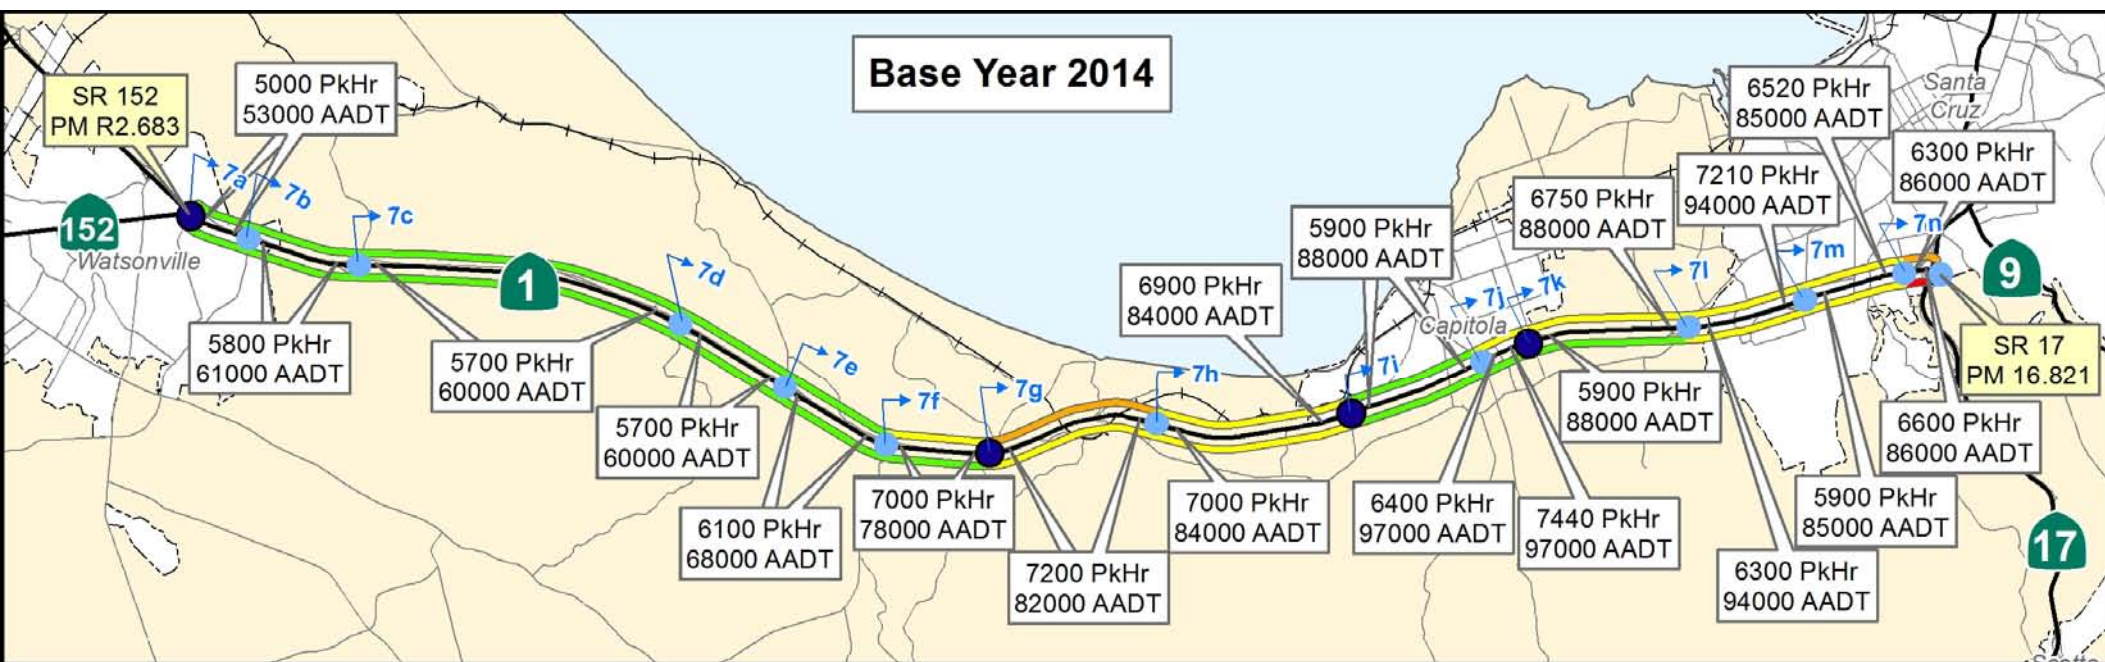 Base Year 2014
SR 152
PM R2.683
5000 PkHr
53000 AADT
7a
7b
7c
152
Watsonville
1
5800 PkHr
61000 AADT
5700 PkHr
60000 AADT
7d
5700 PkHr
60000 AADT
7e
6100 PkHr
68000 AADT
7f
7000 PkHr
78000 AADT
7g
7200 PkHr
82000 AADT
7h
7000 PkHr
84000 AADT
6900 PkHr
84000 AADT
7i
5900 PkHr
88000 AADT
7j
Capitola
7k
6400 PkHr
97000 AADT
7440 PkHr
97000 AADT
5900 PkHr
88000 AADT
6750 PkHr
88000 AADT
7l
6300 PkHr
94000 AADT
7210 PkHr
94000 AADT
7m
5900 PkHr
85000 AADT
6520 PkHr
85000 AADT
Santa
Cruz
7n
6300 PkHr
86000 AADT
9
SR 17
PM 16.821
6600 PkHr
86000 AADT
17
Scotts